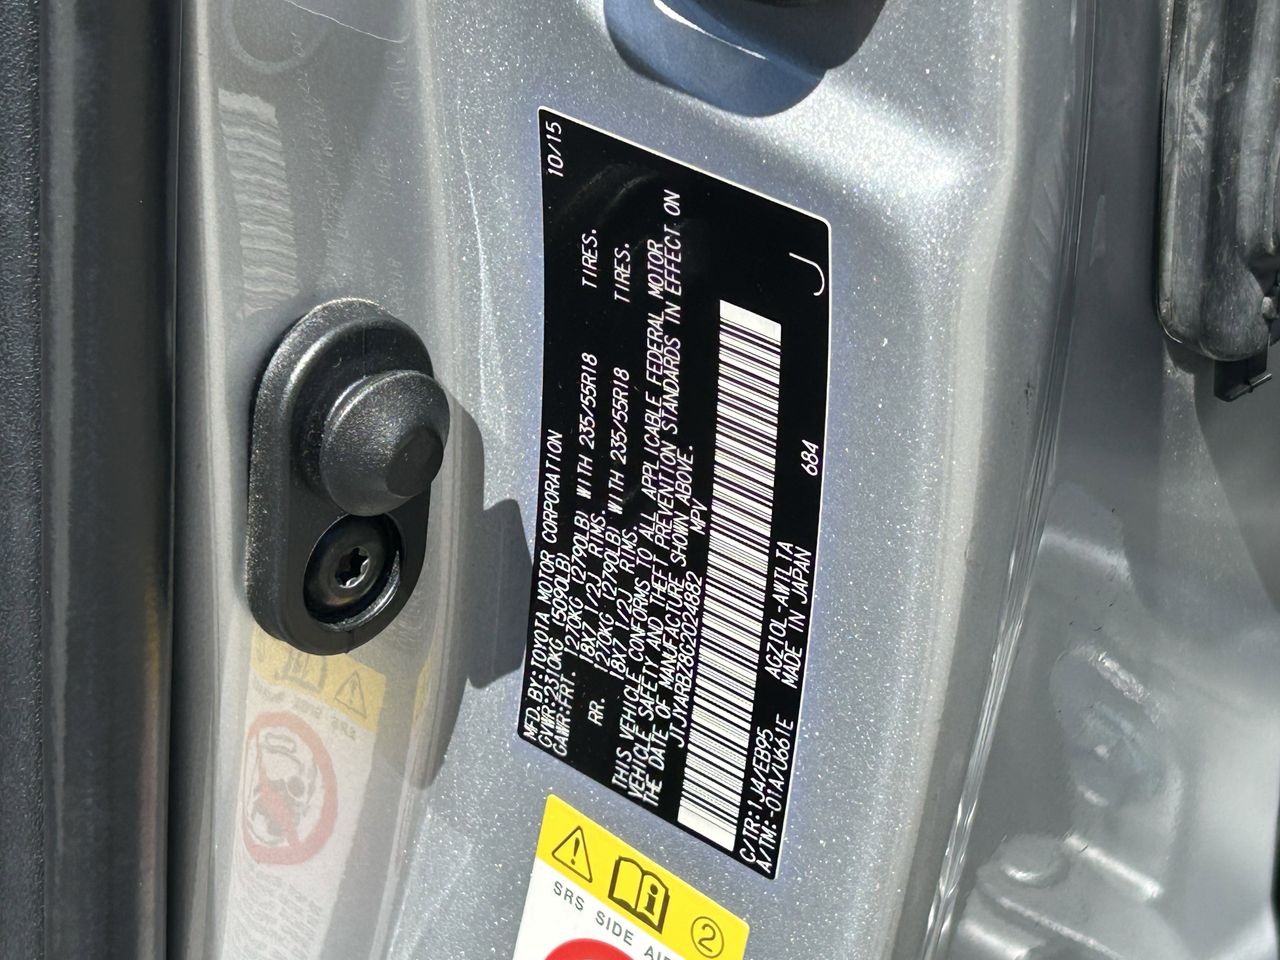 MFD.BY:TOYOTA MOTOR CORPORATION 10/15
GVWR:2310KG (5090LB)
GAWR:FRT. 1270KG (2790LB) WITH 235/55R18 TIRES.
18X7 1/2J RIMS.
RR. 1270KG (2790LB) WITH 235/55R18 TIRES.
18X7 1/2J RIMS.
THIS VEHICLE CONFORMS TO ALL APPLICABLE FEDERAL MOTOR
VEHICLE SAFETY AND THEFT PREVENTION STANDARDS IN EFFECT ON
THE DATE OF MANUFACTURE SHOWN ABOVE.
JTJYARBZ8G2024882 MPV
C/TR:1J4/EB95 AGZ10L-AWTLTA 684
A/TM:-01A/U661E MADE IN JAPAN
J
2
SRS SIDE AIR